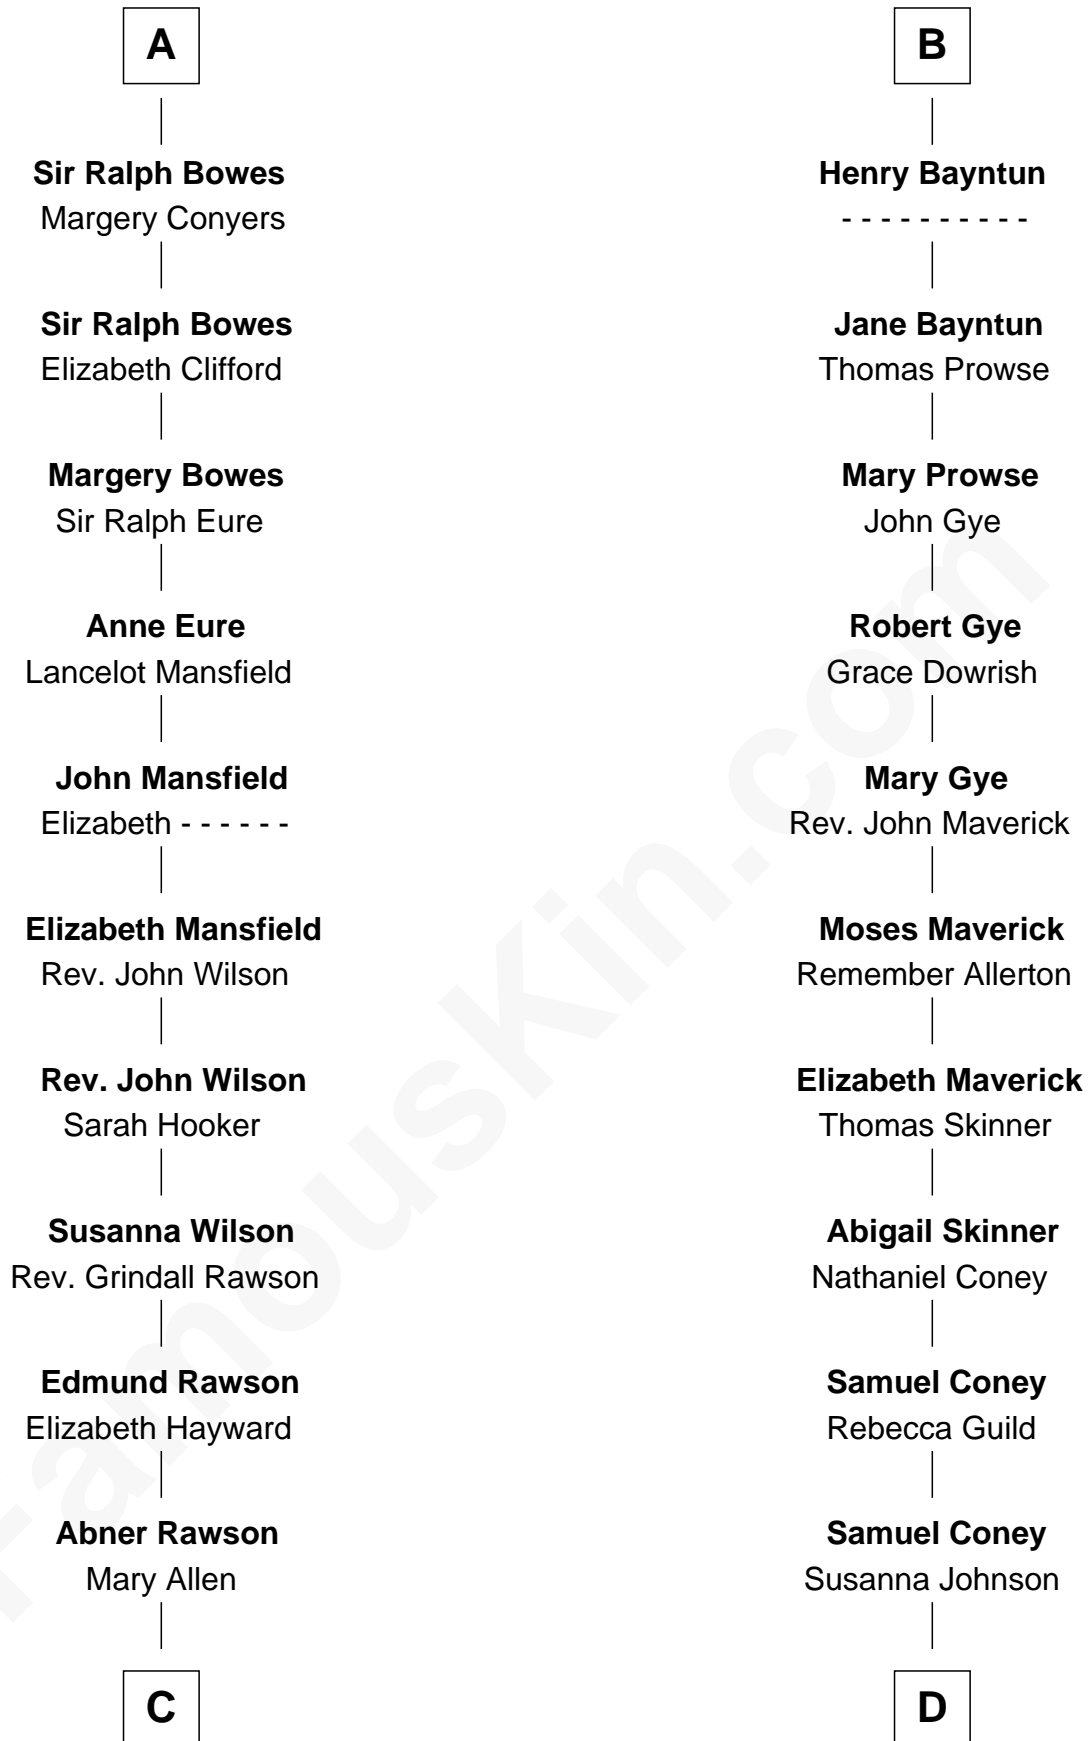 A
Sir Ralph Bowes
Margery Conyers
Sir Ralph Bowes
Elizabeth Clifford
Margery Bowes
Sir Ralph Eure
Anne Eure
Lancelot Mansfield
John Mansfield
Elizabeth - - - - - -
Elizabeth Mansfield
Rev. John Wilson
Rev. John Wilson
Sarah Hooker
Susanna Wilson
Rev. Grindall Rawson
Edmund Rawson
Elizabeth Hayward
Abner Rawson
Mary Allen
C
B
Henry Bayntun
- - - - - - - - - -
Jane Bayntun
Thomas Prowse
Mary Prowse
John Gye
Robert Gye
Grace Dowrish
Mary Gye
Rev. John Maverick
Moses Maverick
Remember Allerton
Elizabeth Maverick
Thomas Skinner
Abigail Skinner
Nathaniel Coney
Samuel Coney
Rebecca Guild
Samuel Coney
Susanna Johnson
D
FamousKin.com